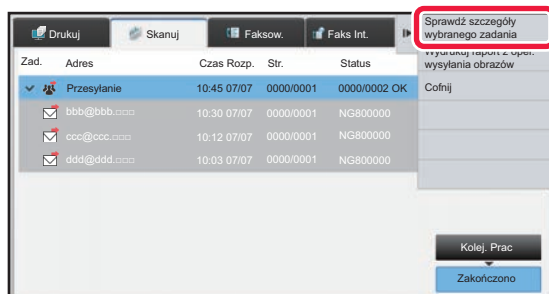 Drukuj
Skanuj
Faksow.
Faks Int.
Sprawdź szczegóły
wybranego zadania
Wydrukuj raport z oper.
wysyłania obrazów
Cofnij
Zad. Adres Czas Rozp. Str. Status
Przesyłanie 10:45 07/07 0000/0001 0000/0002 OK
bbb@bbb.□□□ 10:30 07/07 0000/0001 NG800000
ccc@ccc.□□□ 10:12 07/07 0000/0001 NG800000
ddd@ddd.□□□ 10:03 07/07 0000/0001 NG800000
Kolej. Prac
Zakończono